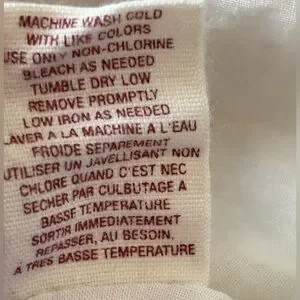 MACHINE WASH COLD
WITH LIKE COLORS
USE ONLY NON-CHLORINE
BLEACH AS NEEDED
TUMBLE DRY LOW
REMOVE PROMPTLY
LOW IRON AS NEEDED
LAVER A LA MACHINE A L'EAU
FROIDE SEPAREMENT
UTILISER UN JAVELLISANT NON
CHLORE QUAND C'EST NEC
SECHER PAR CULBUTAGE A
BASSE TEMPERATURE
SORTIR IMMEDIATEMENT
REPASSER, AU BESOIN,
A TRES BASSE TEMPERATURE